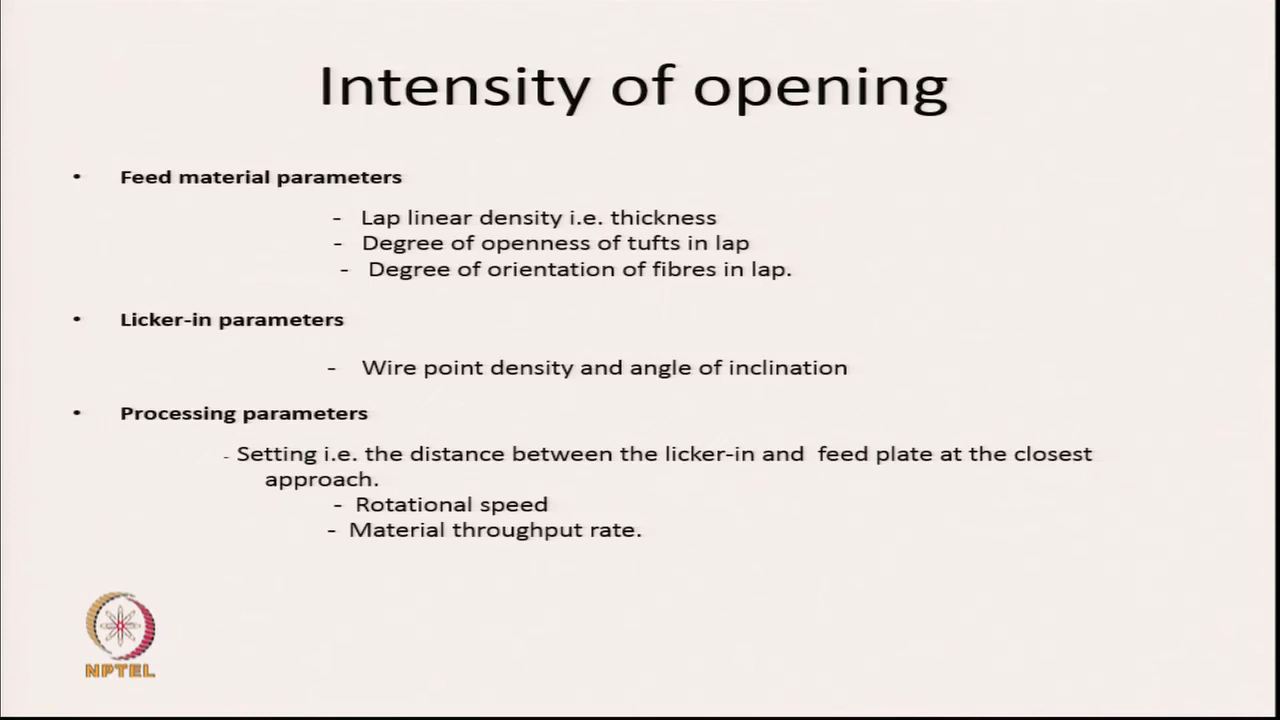 Intensity of opening
• Feed material parameters
- Lap linear density i.e. thickness
- Degree of openness of tufts in lap
- Degree of orientation of fibres in lap.
• Licker-in parameters
- Wire point density and angle of inclination
• Processing parameters
- Setting i.e. the distance between the licker-in and feed plate at the closest
approach.
- Rotational speed
- Material throughput rate.
NPTEL